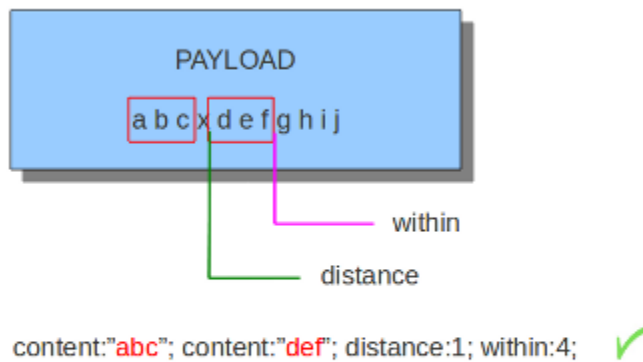 PAYLOAD
a b c x d e f g h i j
within
distance
content:”abc”; content:”def”; distance:1; within:4;